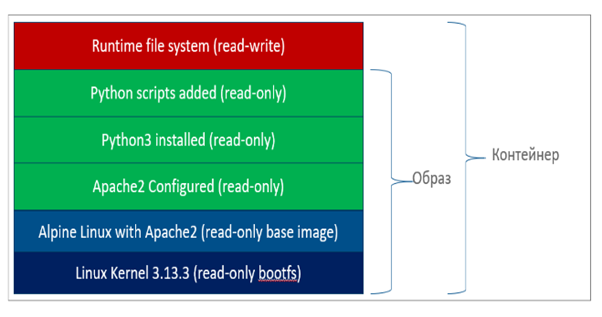 Runtime file system (read-write)
Python scripts added (read-only)
Python3 installed (read-only)
Apache2 Configured (read-only)
Alpine Linux with Apache2 (read-only base image)
Linux Kernel 3.13.3 (read-only bootfs)
Образ
Контейнер